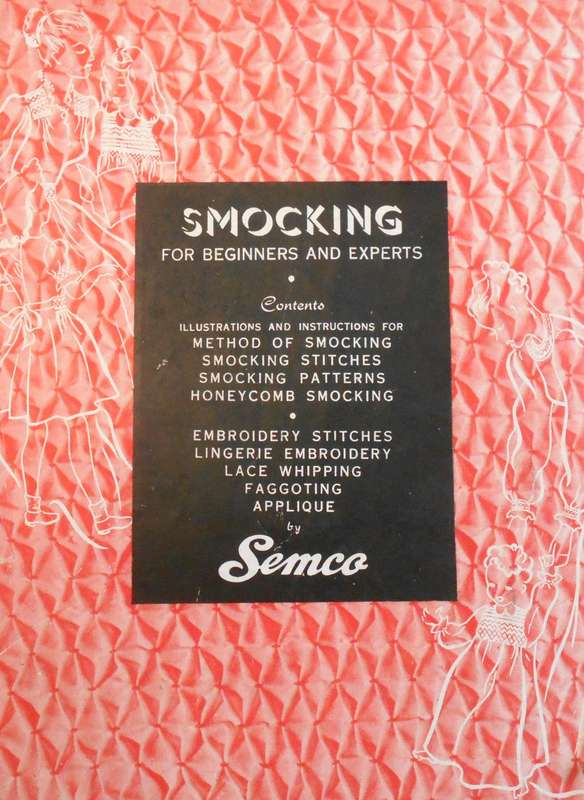 SMOCKING
FOR BEGINNERS AND EXPERTS
Contents
ILLUSTRATIONS AND INSTRUCTIONS FOR
METHOD OF SMOCKING
SMOCKING STITCHES
SMOCKING PATTERNS
HONEYCOMB SMOCKING
EMBROIDERY STITCHES
LINGERIE EMBROIDERY
LACE WHIPPING
FAGGOTING
APPLIQUE
by
Semco